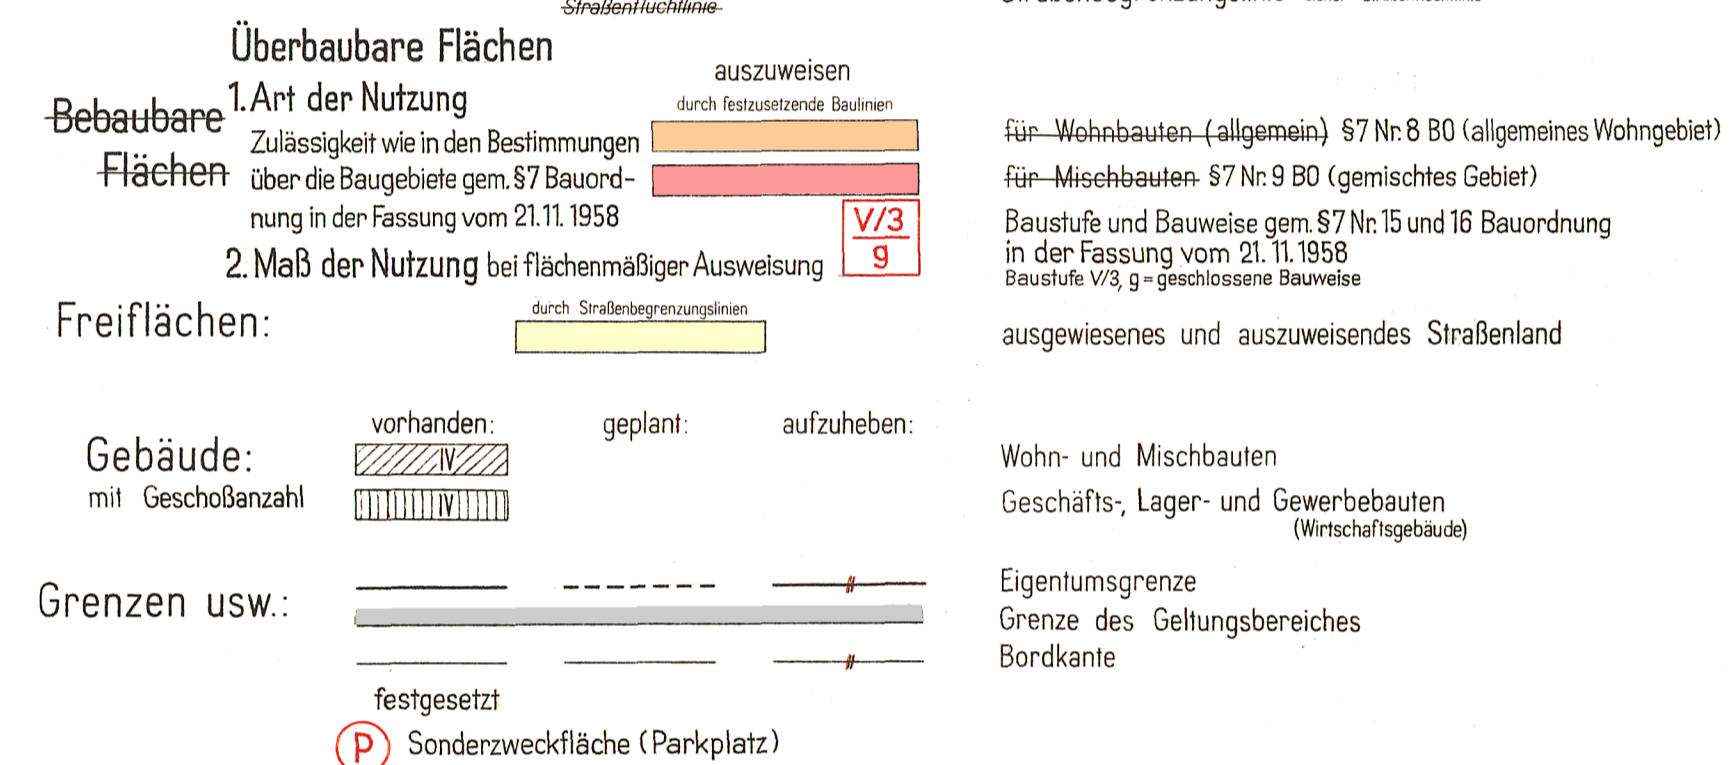 Straßenfluchtlinie
Überbaubare Flächen
auszuweisen
1. Art der Nutzung
durch festzusetzende Baulinien
Bebaubare
Flächen
Zulässigkeit wie in den Bestimmungen
über die Baugebiete gem. §7 Bauord-
nung in der Fassung vom 21.11.1958
für Wohnbauten (allgemein) §7 Nr. 8 BO (allgemeines Wohngebiet)
für Mischbauten §7 Nr. 9 BO (gemischtes Gebiet)
2. Maß der Nutzung bei flächenmäßiger Ausweisung
V/3
g
Baustufe und Bauweise gem. §7 Nr. 15 und 16 Bauordnung
in der Fassung vom 21.11.1958
Baustufe V/3, g = geschlossene Bauweise
Freiflächen:
durch Straßenbegrenzungslinien
ausgewiesenes und auszuweisendes Straßenland
vorhanden: geplant: aufzuheben:
Gebäude:
mit Geschoßanzahl
IV
Wohn- und Mischbauten
IV
Geschäfts-, Lager- und Gewerbebauten
(Wirtschaftsgebäude)
Grenzen usw.:
Eigentumsgrenze
Grenze des Geltungsbereiches
Bordkante
festgesetzt
P Sonderzweckfläche (Parkplatz)